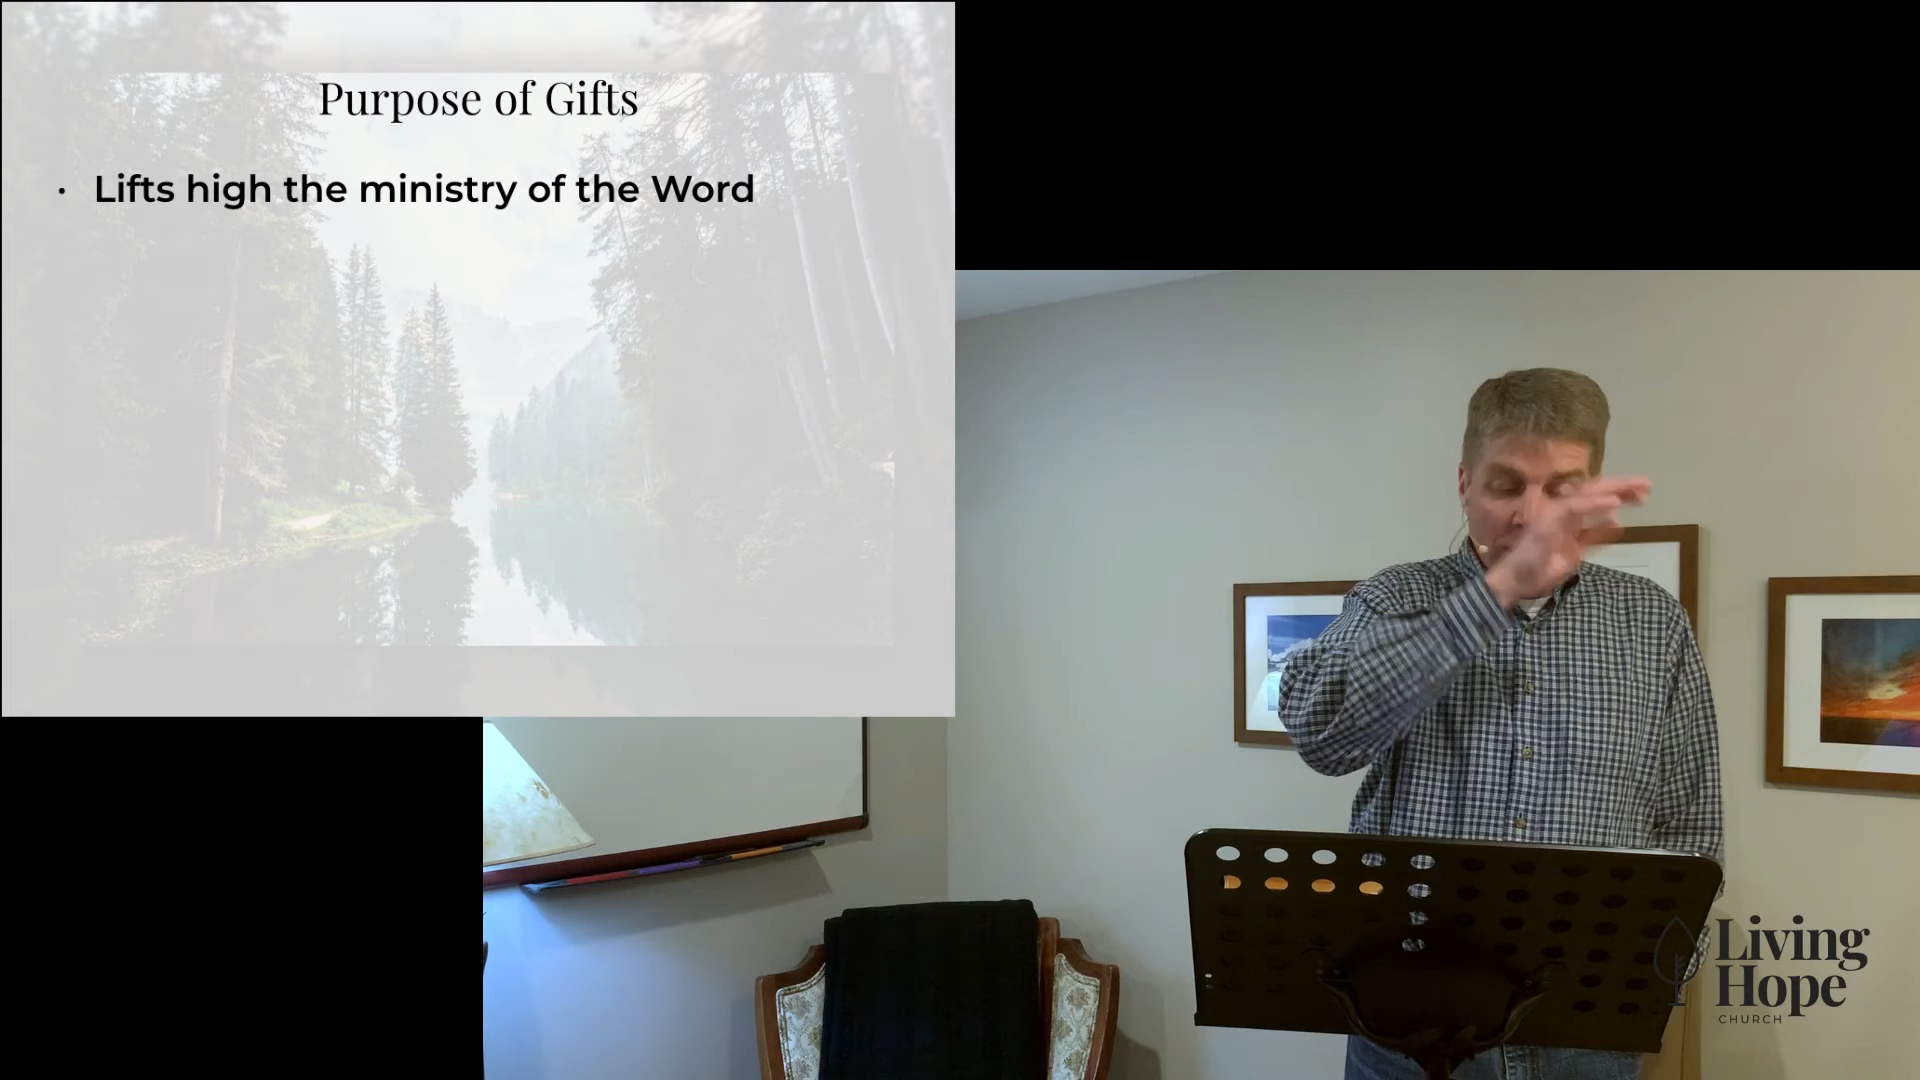 Purpose of Gifts
• Lifts high the ministry of the Word
Living
Hope
CHURCH